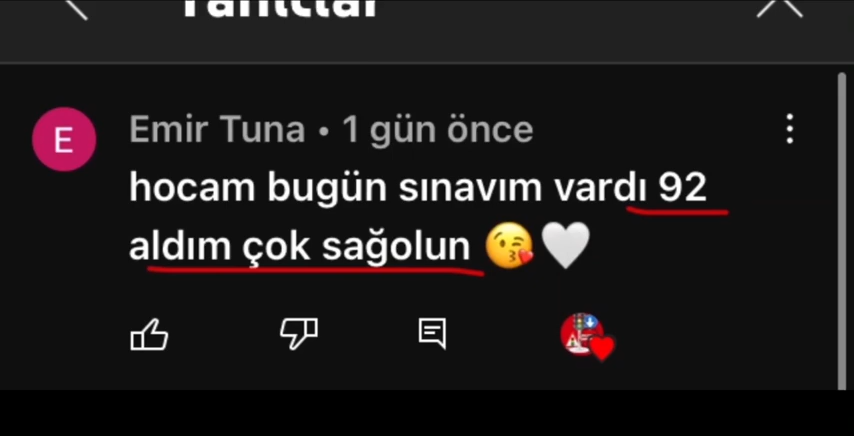 Yanıtlar
E
Emir Tuna • 1 gün önce
hocam bugün sınavım vardı 92
aldım çok sağolun 😘🤍